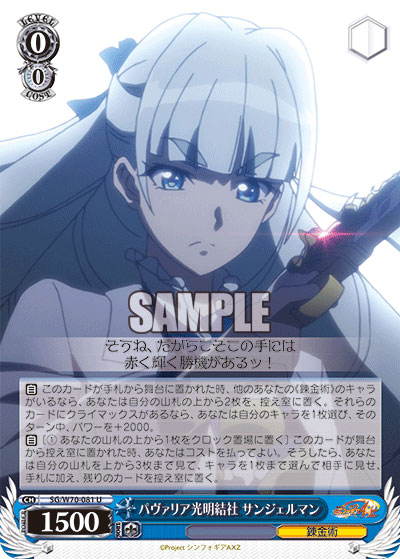 LEVEL
0
0
COST
SAMPLE
そうね、だからこそこの手には
赤く輝く勝機があるッ！
自 このカードが手札から舞台に置かれた時、他のあなたの《錬金術》のキャラ
がいるなら、あなたは自分の山札の上から2枚を、控え室に置く。それらの
カードにクライマックスがあるなら、あなたは自分のキャラを1枚選び、その
ターン中、パワーを＋2000。
自 [① あなたの山札の上から1枚をクロック置場に置く] このカードが舞台
から控え室に置かれた時、あなたはコストを払ってよい。そうしたら、あなたは
自分の山札を上から3枚まで見て、キャラを1枚まで選んで相手に見せ、手
札に加え、残りのカードを控え室に置く。
CH SG/W70-081 U
1500
バヴァリア光明結社 サンジェルマン
錬金術
©Project シンフォギアAXZ